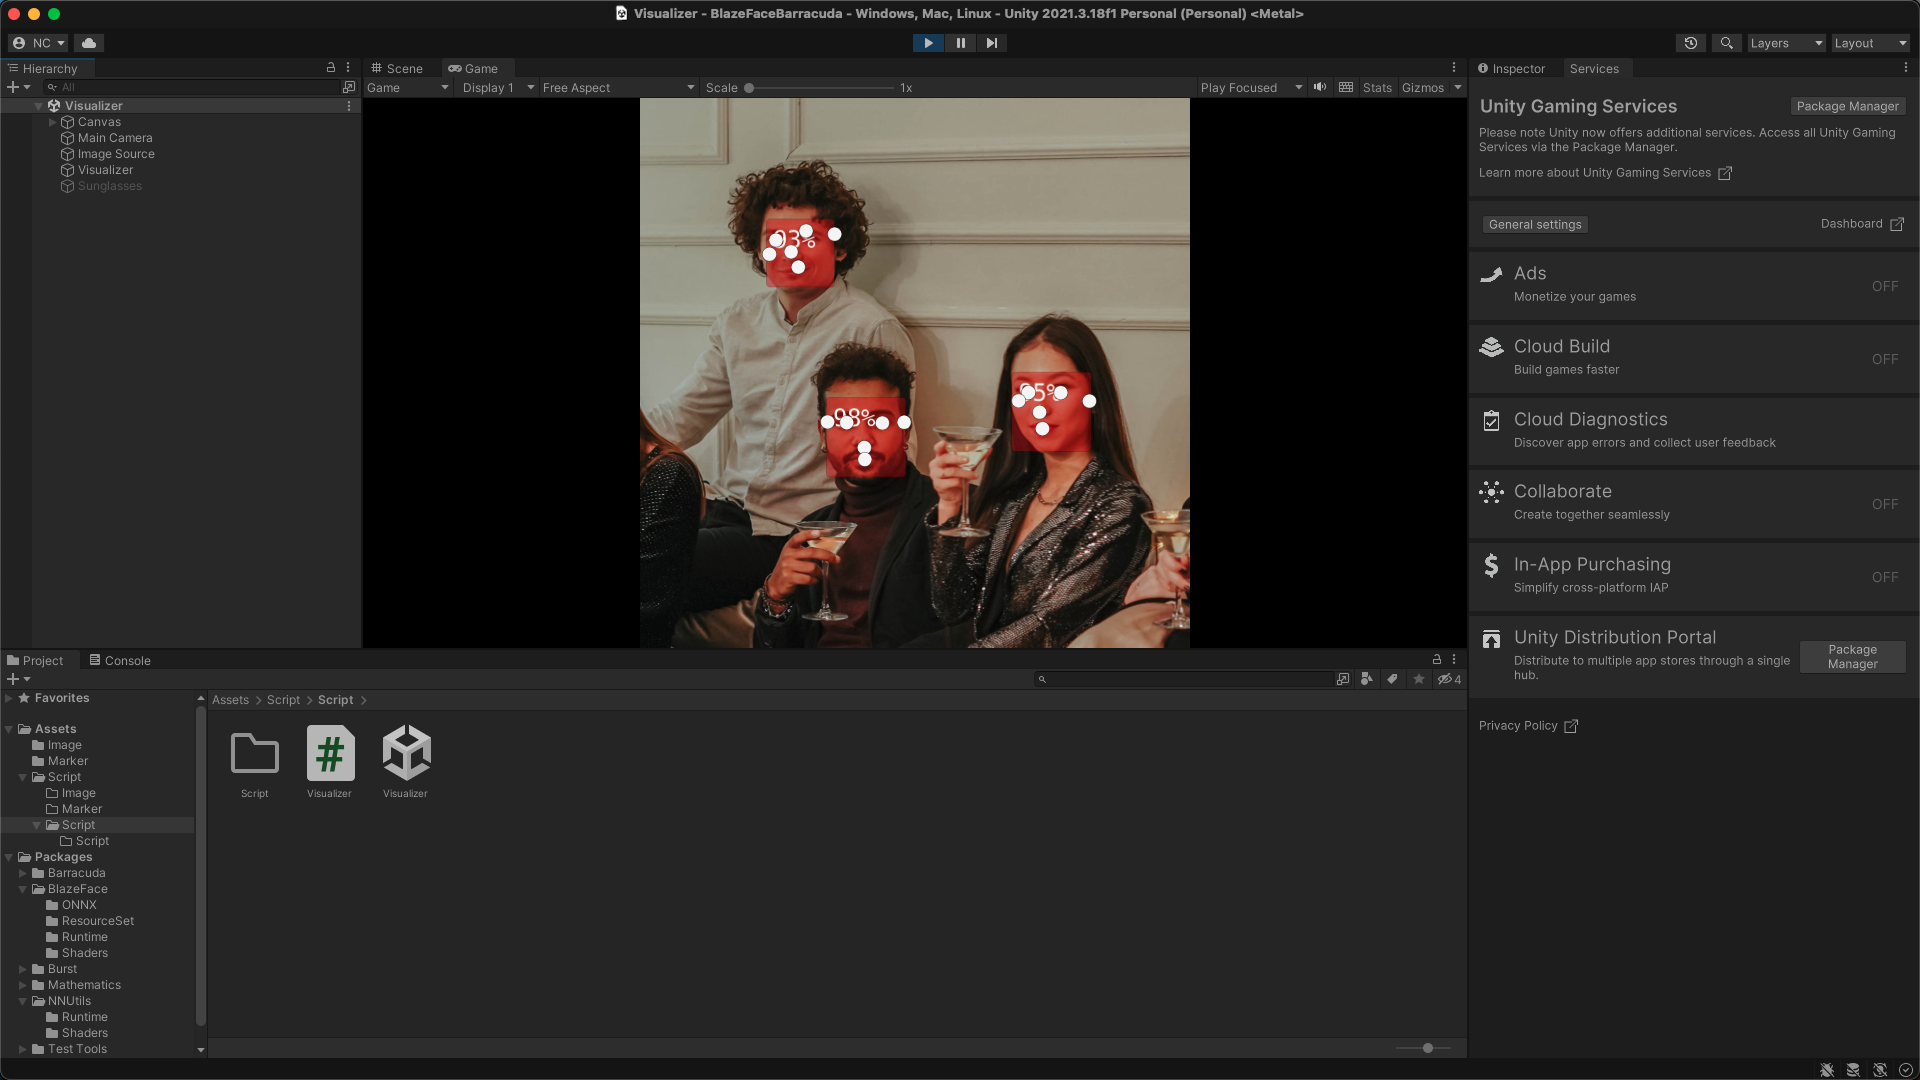 Visualizer - BlazeFaceBarracuda - Windows, Mac, Linux - Unity 2021.3.18f1 Personal (Personal) <Metal>
NC
Layers
Layout
Hierarchy
All
Visualizer
Canvas
Main Camera
Image Source
Visualizer
Sunglasses
Scene
Game
Game
Display 1
Free Aspect
Scale
1x
Play Focused
Stats
Gizmos
93%
98%
95%
Inspector
Services
Unity Gaming Services
Package Manager
Please note Unity now offers additional services. Access all Unity Gaming
Services via the Package Manager.
Learn more about Unity Gaming Services
General settings
Dashboard
Ads
Monetize your games
OFF
Cloud Build
Build games faster
OFF
Cloud Diagnostics
Discover app errors and collect user feedback
Collaborate
Create together seamlessly
OFF
In-App Purchasing
Simplify cross-platform IAP
OFF
Unity Distribution Portal
Distribute to multiple app stores through a single
hub.
Package
Manager
Privacy Policy
Project
Console
4
Favorites
Assets
Image
Marker
Script
Image
Marker
Script
Script
Packages
Barracuda
BlazeFace
ONNX
ResourceSet
Runtime
Shaders
Burst
Mathematics
NNUtils
Runtime
Shaders
Test Tools
Assets > Script > Script >
Script
Visualizer
Visualizer